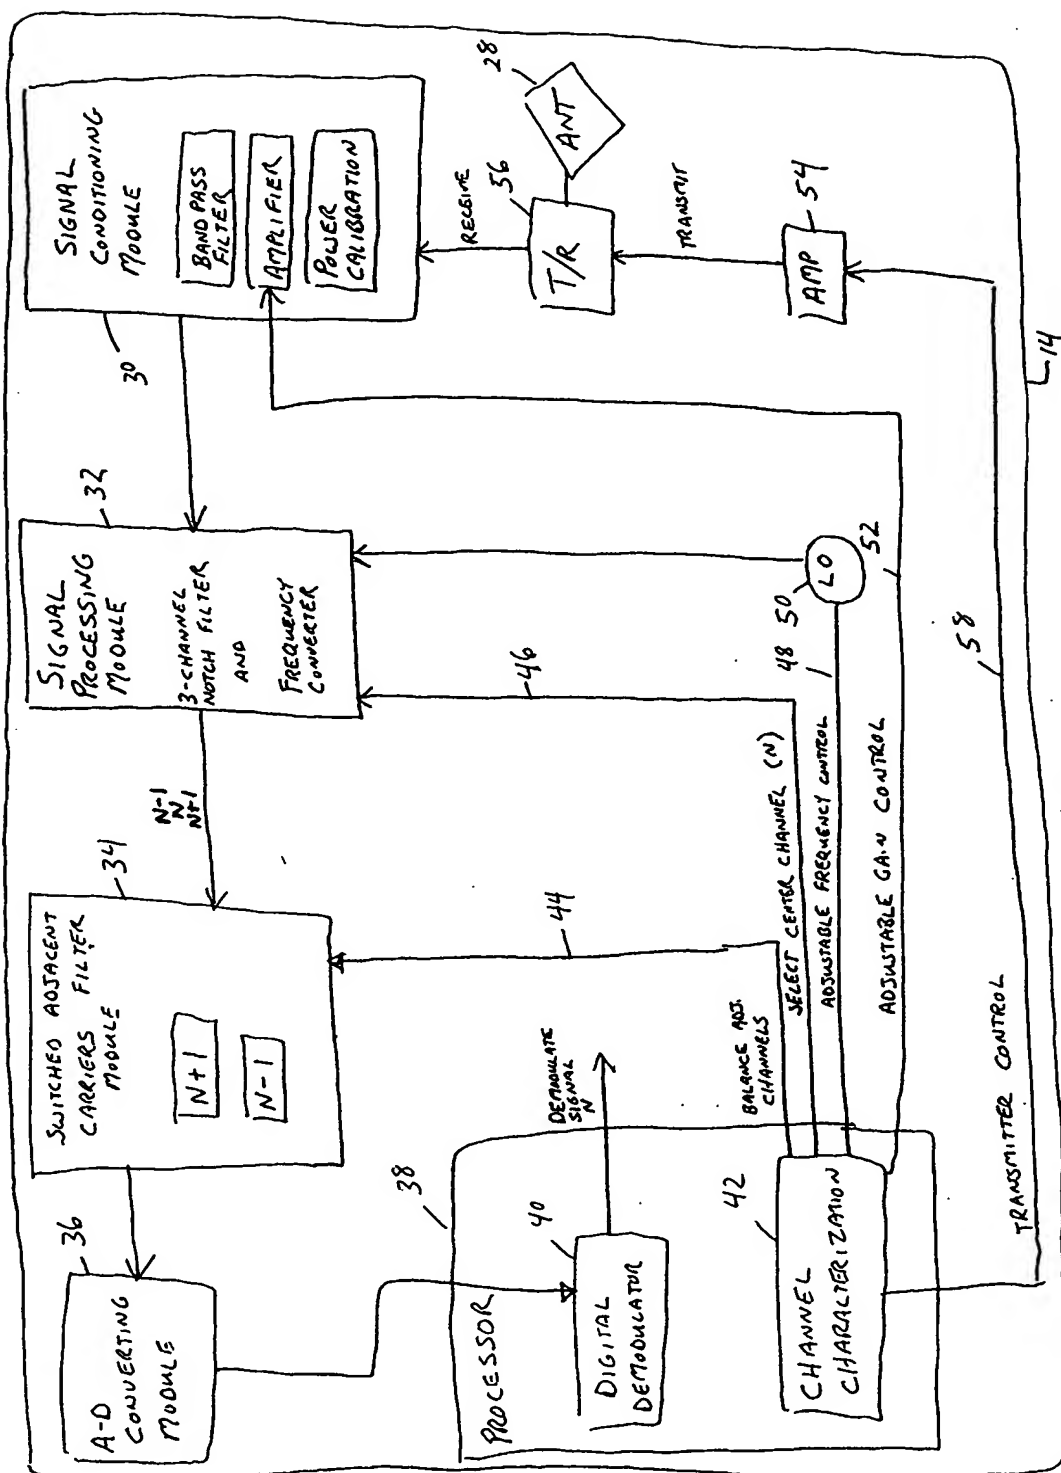 A-D
CONVERTING
MODULE
36
SWITCHED ADJACENT
CARRIERS FILTER
MODULE
N+1
N-1
34
N-1
N
N+1
SIGNAL
PROCESSING
MODULE
3-CHANNEL
NOTCH FILTER
AND
FREQUENCY
CONVERTER
32
SIGNAL
CONDITIONING
MODULE
BANDPASS
FILTER
AMPLIFIER
POWER
CALIBRATION
30
PROCESSOR
38
DIGITAL
DEMODULATOR
40
DEMODULATE
SIGNAL
N
CHANNEL
CHARALTERIZATION
42
BALANCE ADJ.
CHANNELS
44
SELECT CENTER CHANNEL (N)
46
ADJUSTABLE FREQUENCY CONTROL
48
LO
50
ADJUSTABLE GAIN CONTROL
52
RECEIVE
T/R
56
ANT
28
TRANSMIT
AMP
54
TRANSMITTER CONTROL
58
14